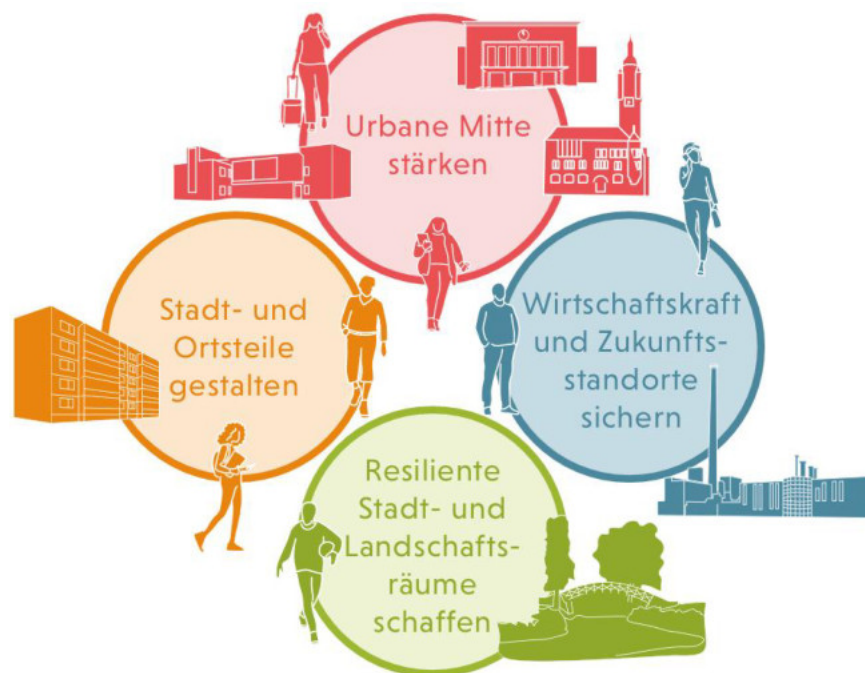 Urbane Mitte
stärken
Stadt- und
Ortsteile
gestalten
Wirtschaftskraft
und Zukunfts-
standorte
sichern
Resiliente
Stadt- und
Landschafts-
räume
schaffen